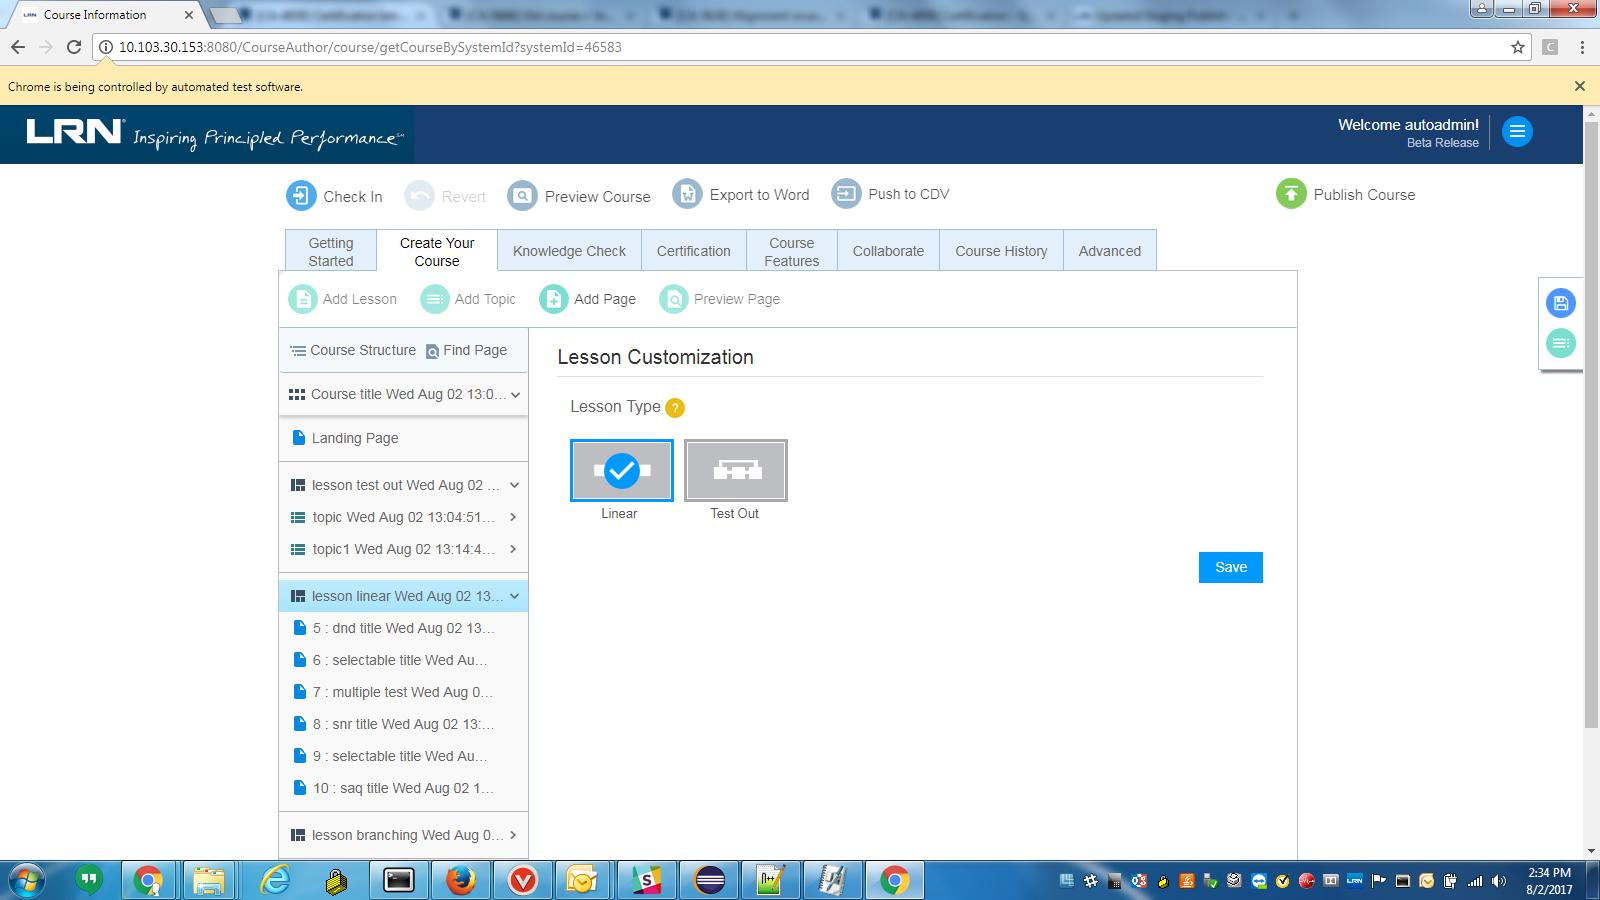 Course Information
10.103.30.153:8080/CourseAuthor/course/getCourseBySystemId?systemId=46583
Chrome is being controlled by automated test software.
LRN Inspiring Principled Performance
Welcome autoadmin!
Beta Release
Check In
Revert
Preview Course
Export to Word
Push to CDV
Publish Course
Getting Started
Create Your Course
Knowledge Check
Certification
Course Features
Collaborate
Course History
Advanced
Add Lesson
Add Topic
Add Page
Preview Page
Course Structure
Find Page
Course title Wed Aug 02 13:0...
Landing Page
lesson test out Wed Aug 02 ...
topic Wed Aug 02 13:04:51...
topic1 Wed Aug 02 13:14:4...
lesson linear Wed Aug 02 13...
5 : dnd title Wed Aug 02 13...
6 : selectable title Wed Au...
7 : multiple test Wed Aug 0...
8 : snr title Wed Aug 02 13:...
9 : selectable title Wed Au...
10 : saq title Wed Aug 02 1...
lesson branching Wed Aug 0...
Lesson Customization
Lesson Type ?
Linear
Test Out
Save
2:34 PM
8/2/2017